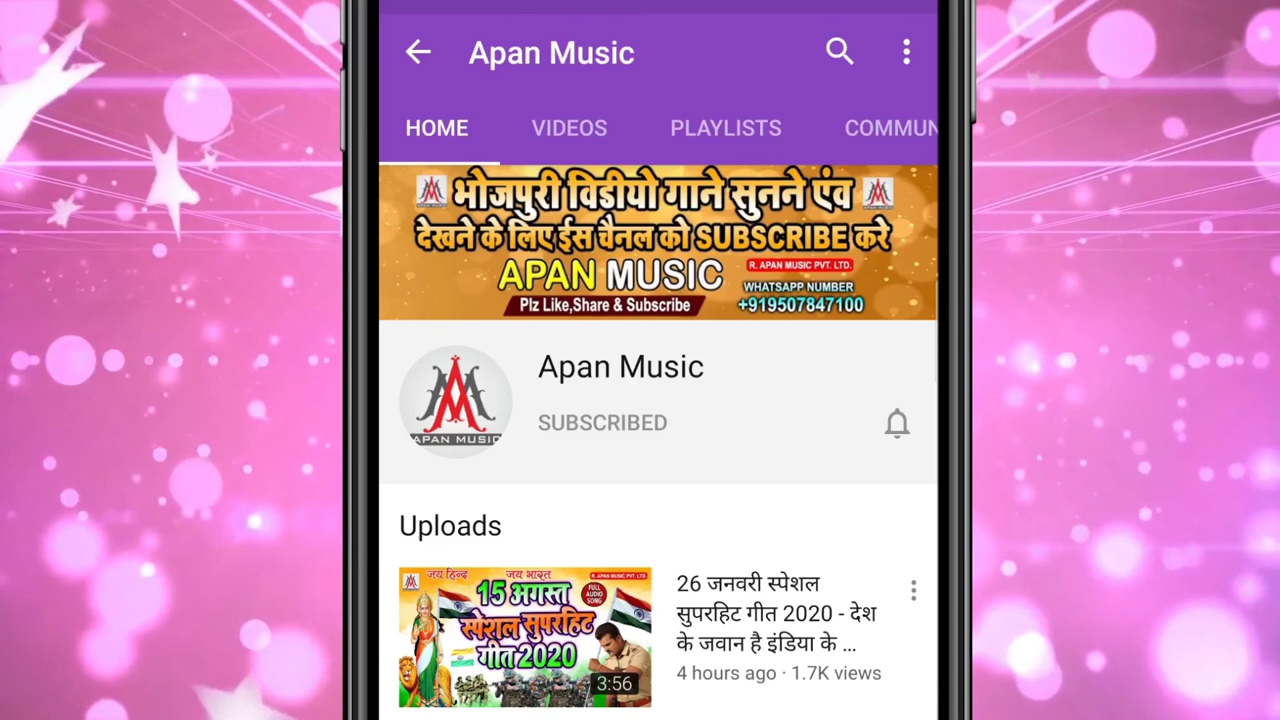 Apan Music
HOME VIDEOS PLAYLISTS COMMUN
भोजपुरी विडीयो गाने सुनने एंव
देखने के लिए ईस चैनल को SUBSCRIBE करे
APAN MUSIC
R. APAN MUSIC PVT. LTD.
WHATSAPP NUMBER
+919507847100
Plz Like,Share & Subscribe
Apan Music
SUBSCRIBED
APAN MUSIC
Uploads
जय हिन्द जय भारत
R. APAN MUSIC PVT. LTD
15 अगस्त
FULL
AUDIO
SONG
स्पेशल सुपरहिट
गीत 2020
3:56
26 जनवरी स्पेशल
सुपरहिट गीत 2020 - देश
के जवान है इंडिया के ...
4 hours ago · 1.7K views